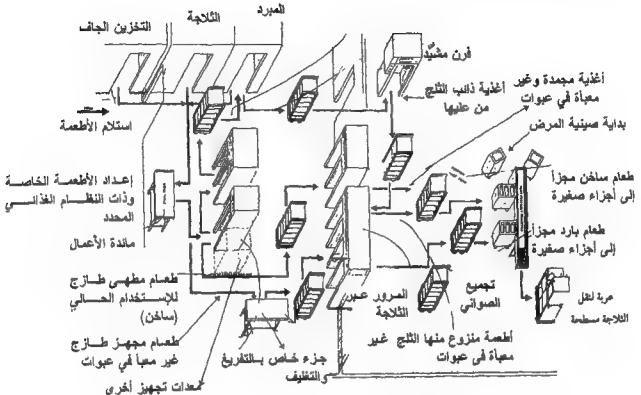 المبرد
الثلاجة
التخزين الجاف
فرن مشيَّد
أغذية مجمدة وغير
معبأة في عبوات
أغذية ذائب الثلج
من عليها
بداية صينية المرض
استلام الأطعمة
إعداد الأطعمة الخاصة
وذات النظام الغذائي
المحدد
مائدة الأعمال
طعام ساخن مجزأ
إلى أجزاء صغيرة
طعام بارد مجزأ
إلى أجزاء صغيرة
طعام مطهي طازج
للإستخدام الحالي
(ساخن)
طعام مجهز طازج
غير معبأ في عبوات
معدات تجهيز أخرى
جزء خاص بالتفريغ
والتظيف
المرور عبر
الثلاجة
تجميع
الصواني
أطعمة منزوع منها الثلج غير
معبأة في عبوات
عربة لنقل
الثلاجة مسطحة